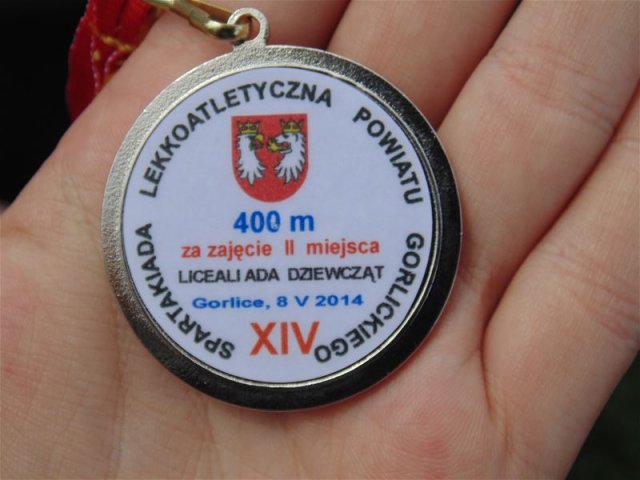 SPARTAKIADA LEKKOATLETYCZNA POWIATU GORLICKIEGO
400 m
za zajęcie II miejsca
LICEALI ADA DZIEWCZĄT
Gorlice, 8 V 2014
XIV